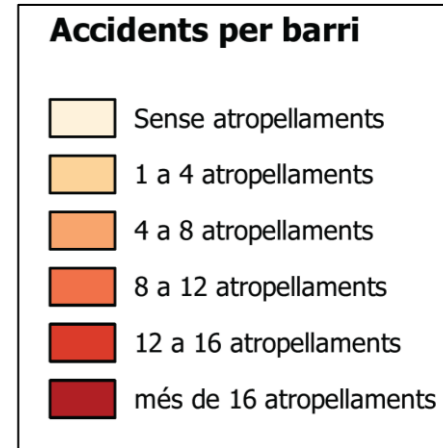 Accidents per barri
Sense atropellaments
1 a 4 atropellaments
4 a 8 atropellaments
8 a 12 atropellaments
12 a 16 atropellaments
més de 16 atropellaments